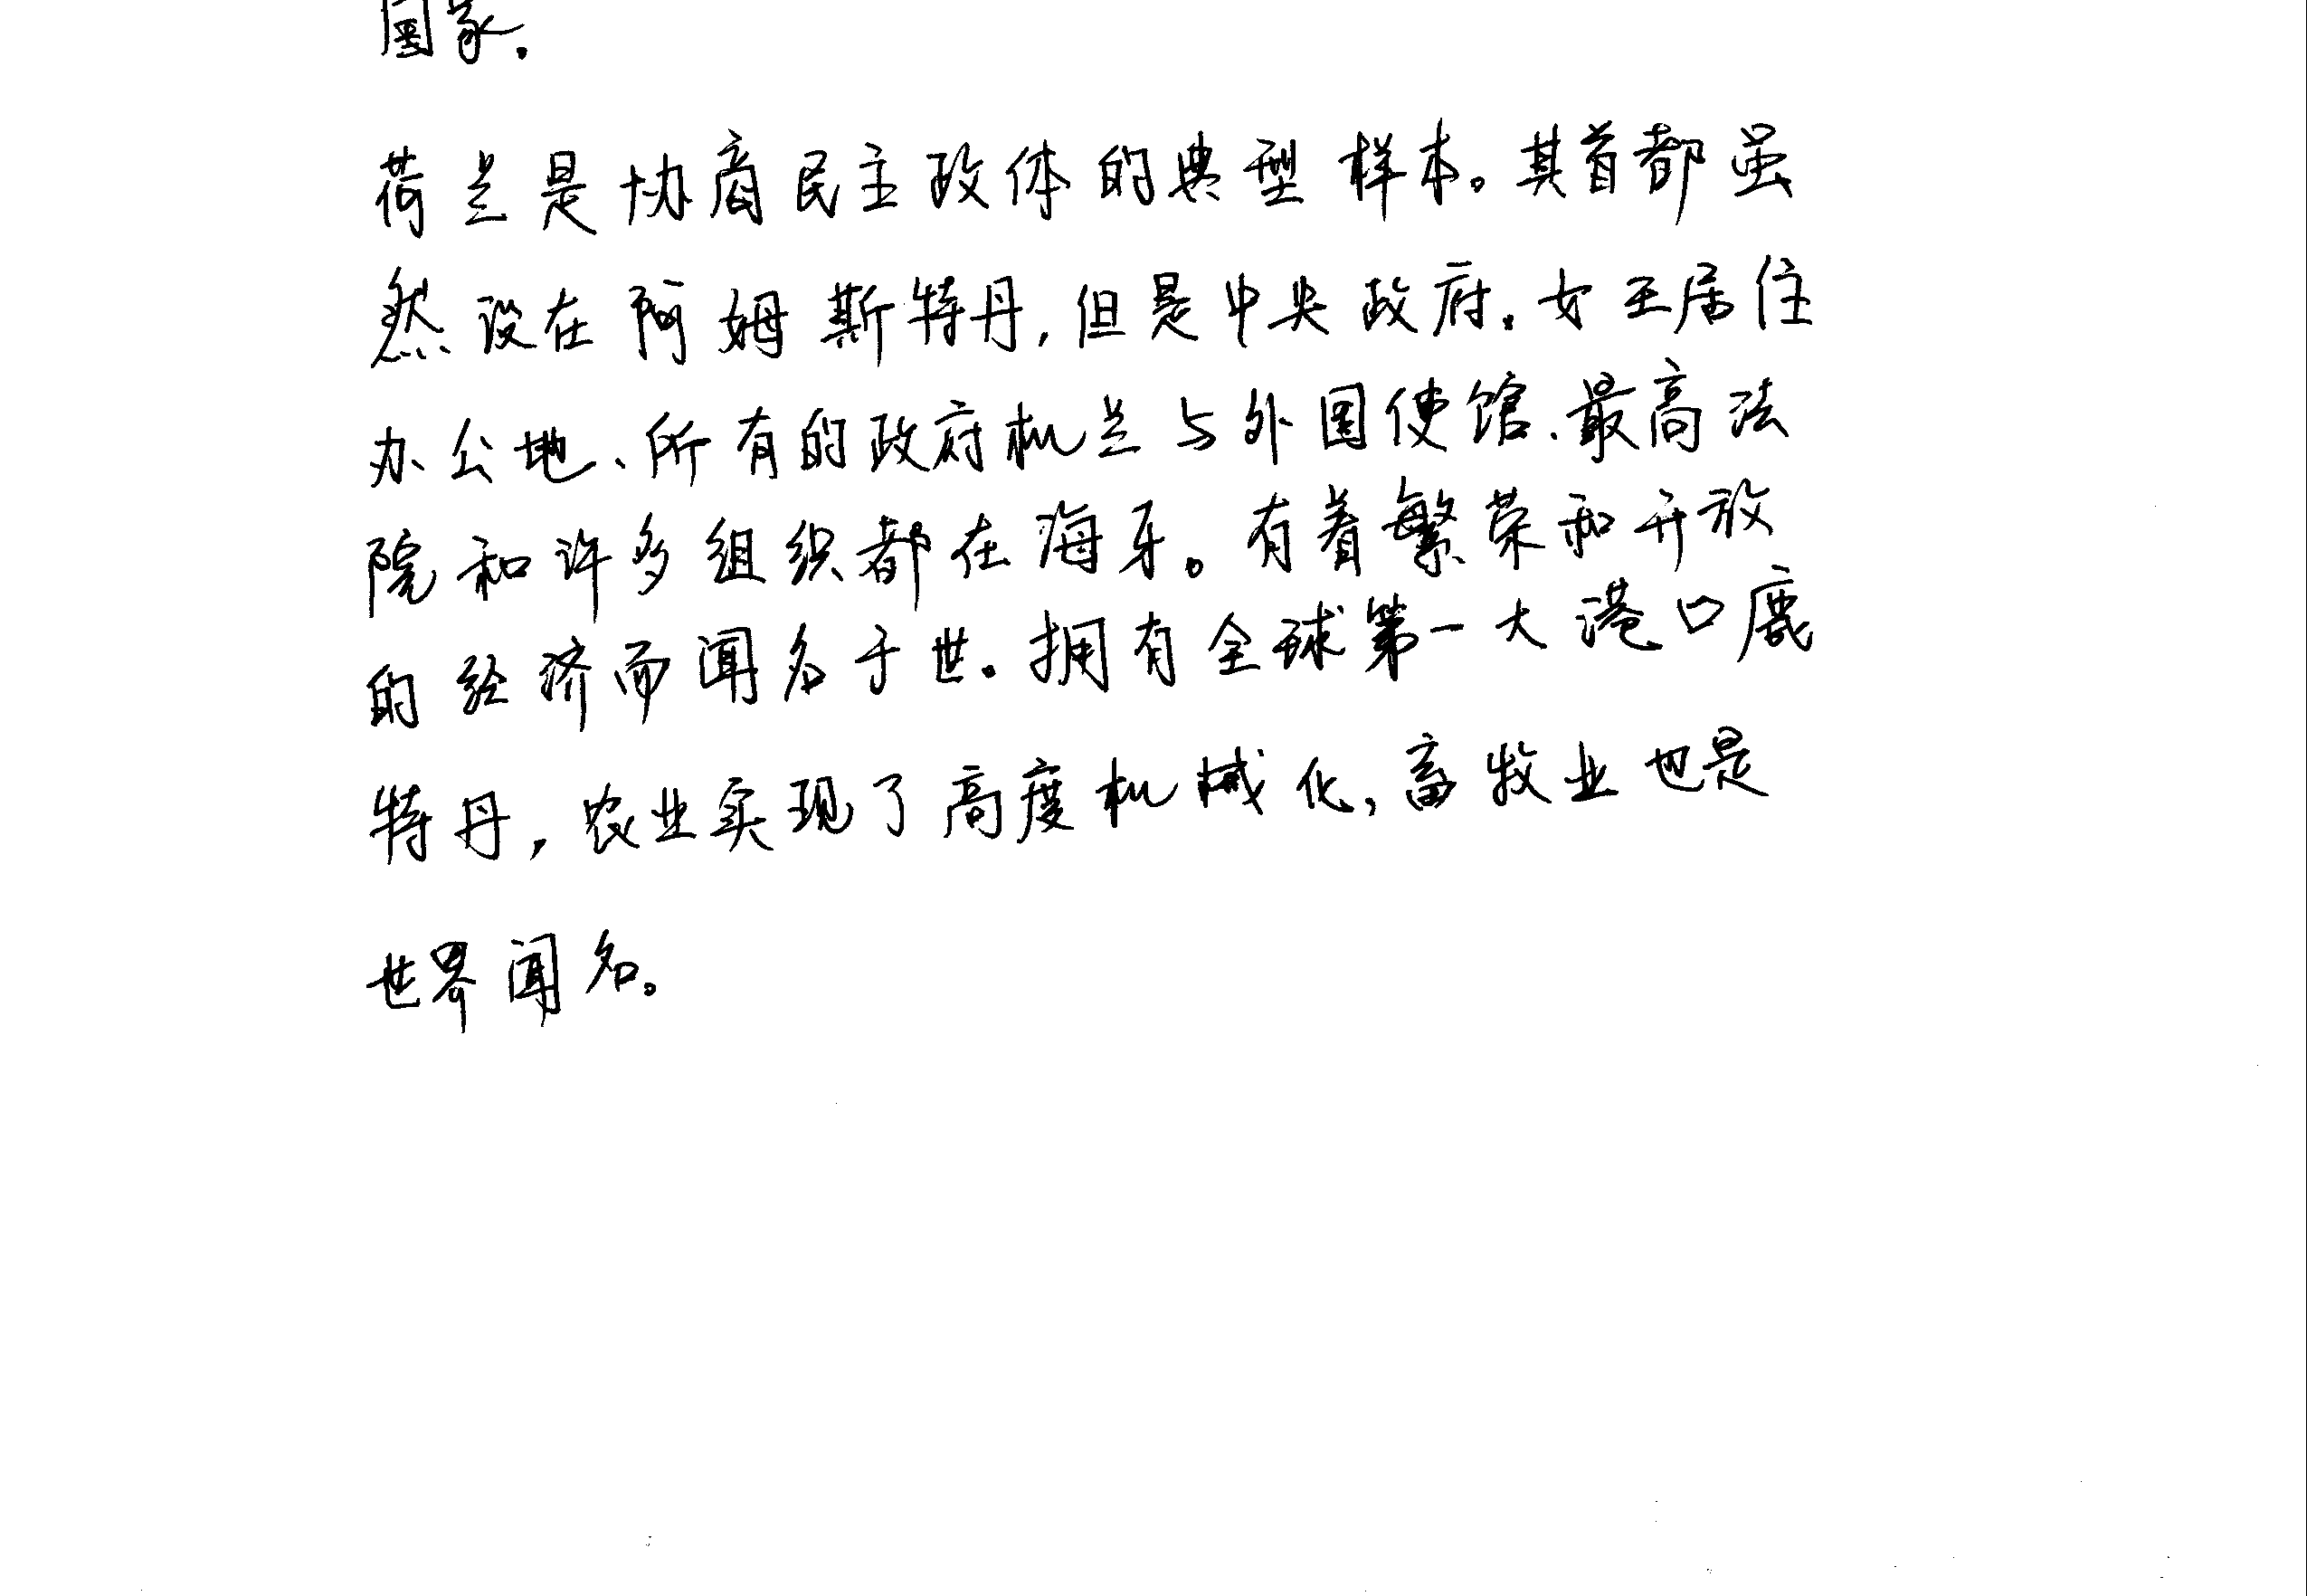 国家。
荷兰是协商民主政体的典型样本。其首都虽
然设在阿姆斯特丹,但是中央政府、女王居住
办公地、所有的政府机关与外国使馆、最高法
院和许多组织都在海牙。有着繁荣和开放
的经济而闻名于世。拥有全球第一大港口鹿
特丹,农业实现了高度机械化,畜牧业也是
世界闻名。